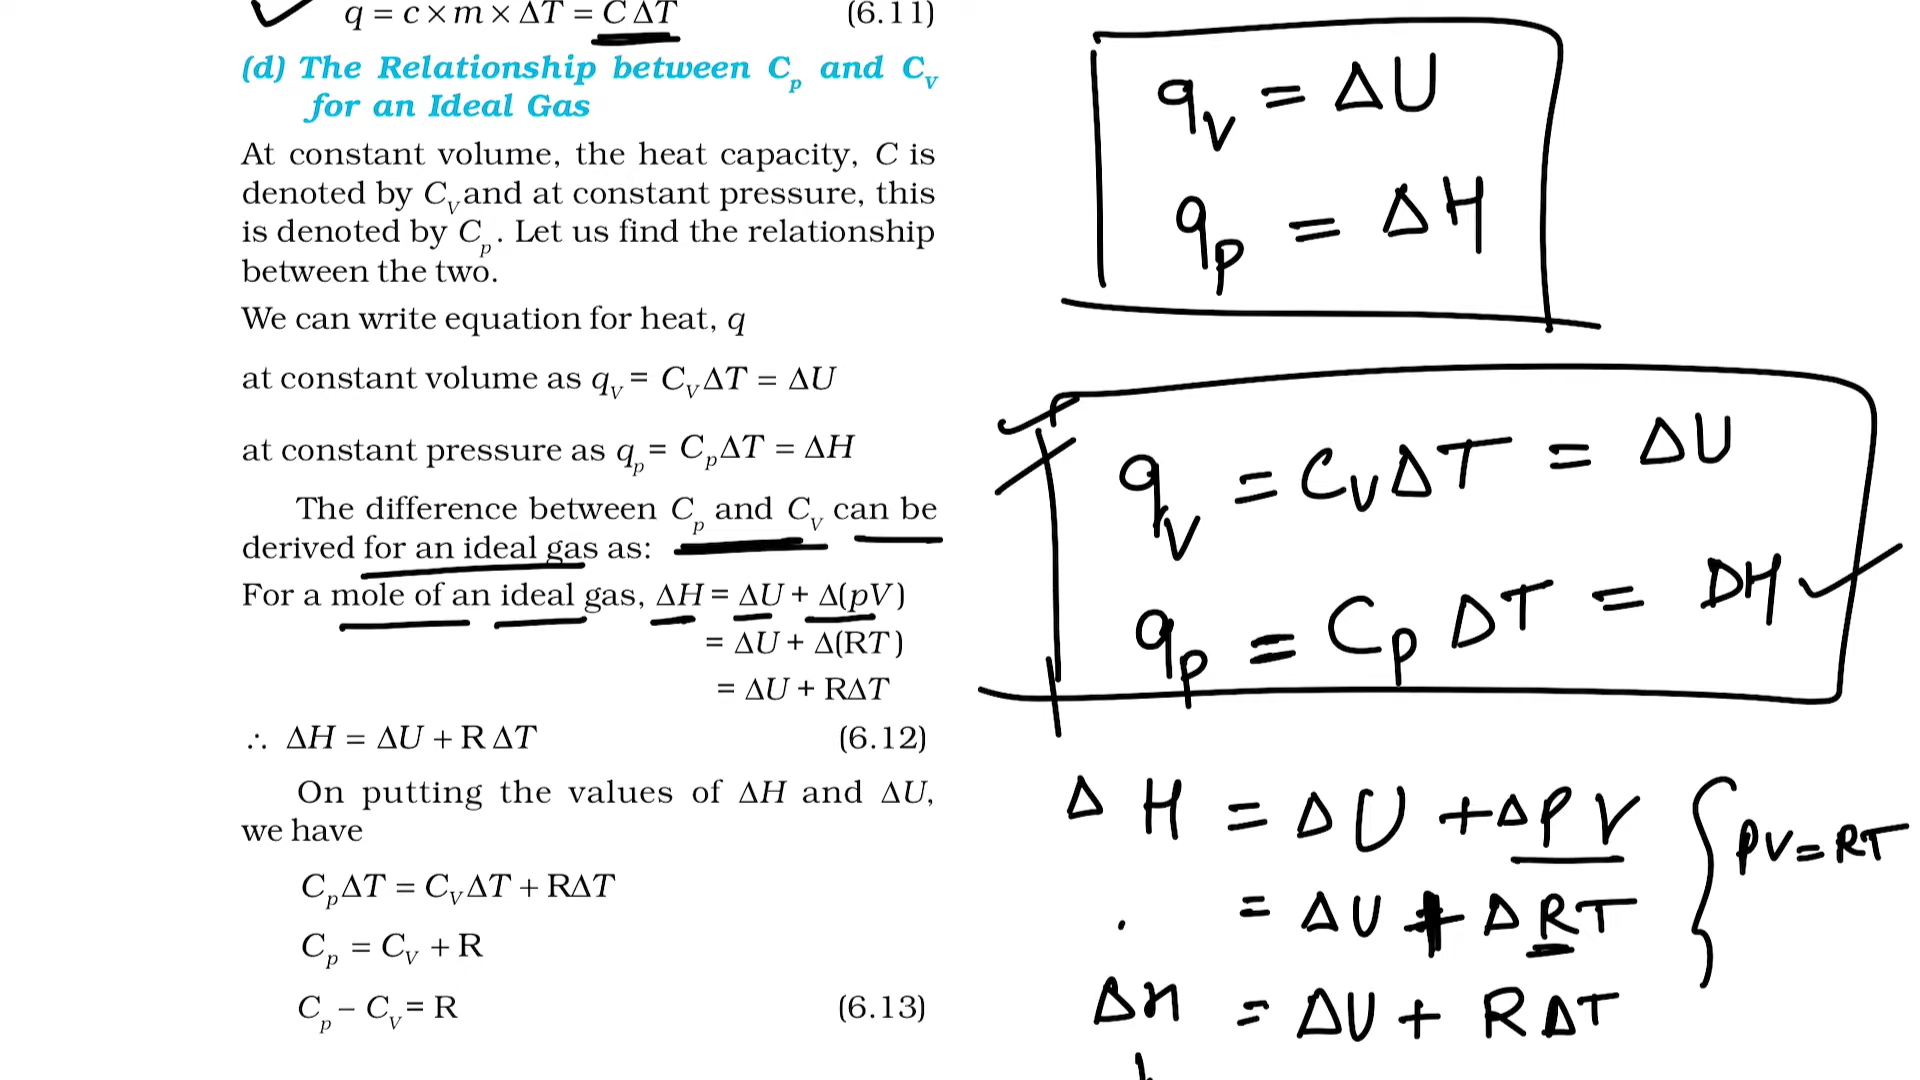 q = c × m × ΔT = C ΔT (6.11)
(d) The Relationship between Cp and CV
for an Ideal Gas
At constant volume, the heat capacity, C is
denoted by CV and at constant pressure, this
is denoted by Cp . Let us find the relationship
between the two.
We can write equation for heat, q
at constant volume as qV = CVΔT = ΔU
at constant pressure as qp = CpΔT = ΔH
The difference between Cp and CV can be
derived for an ideal gas as:
For a mole of an ideal gas, ΔH = ΔU + Δ(pV)
= ΔU + Δ(RT)
= ΔU + RΔT
∴ ΔH = ΔU + R ΔT (6.12)
On putting the values of ΔH and ΔU,
we have
CpΔT = CVΔT + RΔT
Cp = CV + R
Cp – CV = R (6.13)
qV = ΔU
qp = ΔH
qV = CVΔT = ΔU
qp = Cp ΔT = DH
ΔH = ΔU + ΔPV
PV = RT
= ΔU + ΔRT
ΔH = ΔU + RΔT